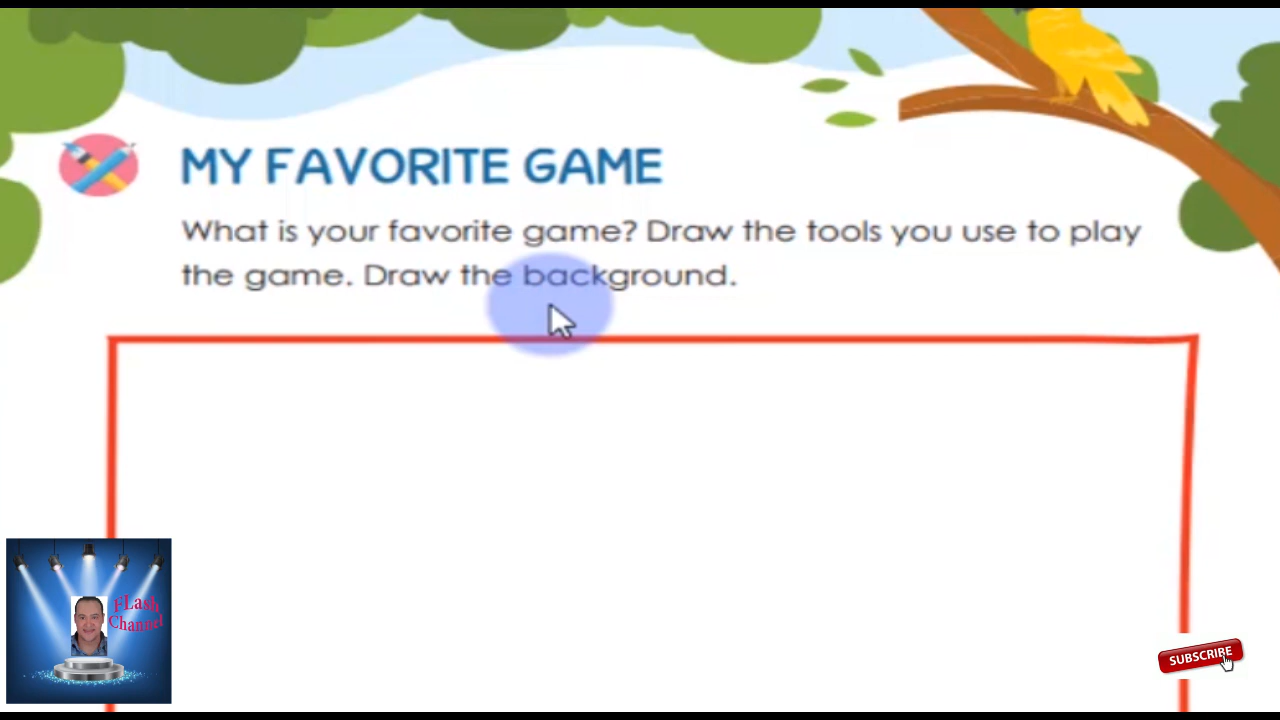 MY FAVORITE GAME
What is your favorite game? Draw the tools you use to play
the game. Draw the background.
FLash
Channel
SUBSCRIBE